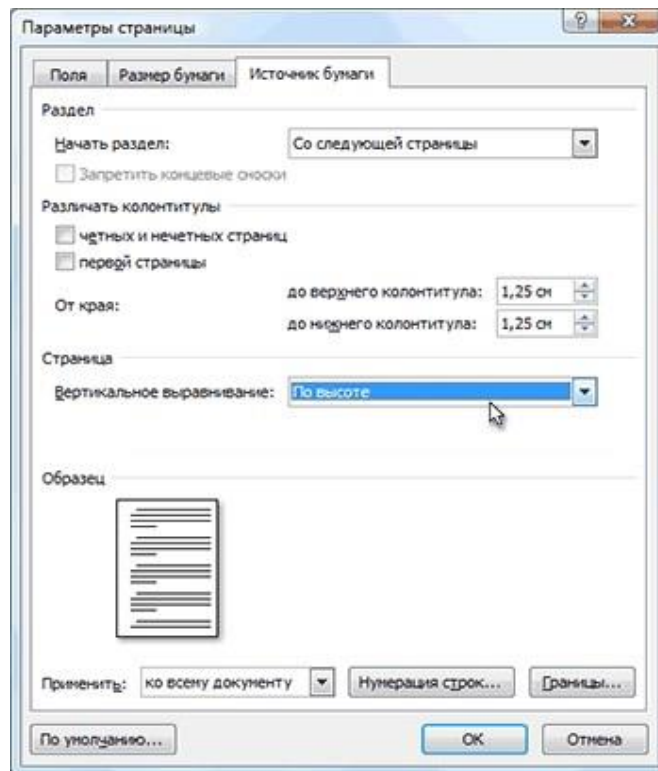 Параметры страницы
Поля Размер бумаги Источник бумаги
Раздел
Начать раздел: Со следующей страницы
Запретить концевые сноски
Различать колонтитулы
четных и нечетных страниц
первой страницы
От края: до верхнего колонтитула: 1,25 см
до нижнего колонтитула: 1,25 см
Страница
Вертикальное выравнивание: По высоте
Образец
Применить: ко всему документу Нумерация строк... Границы...
По умолчанию... ОК Отмена